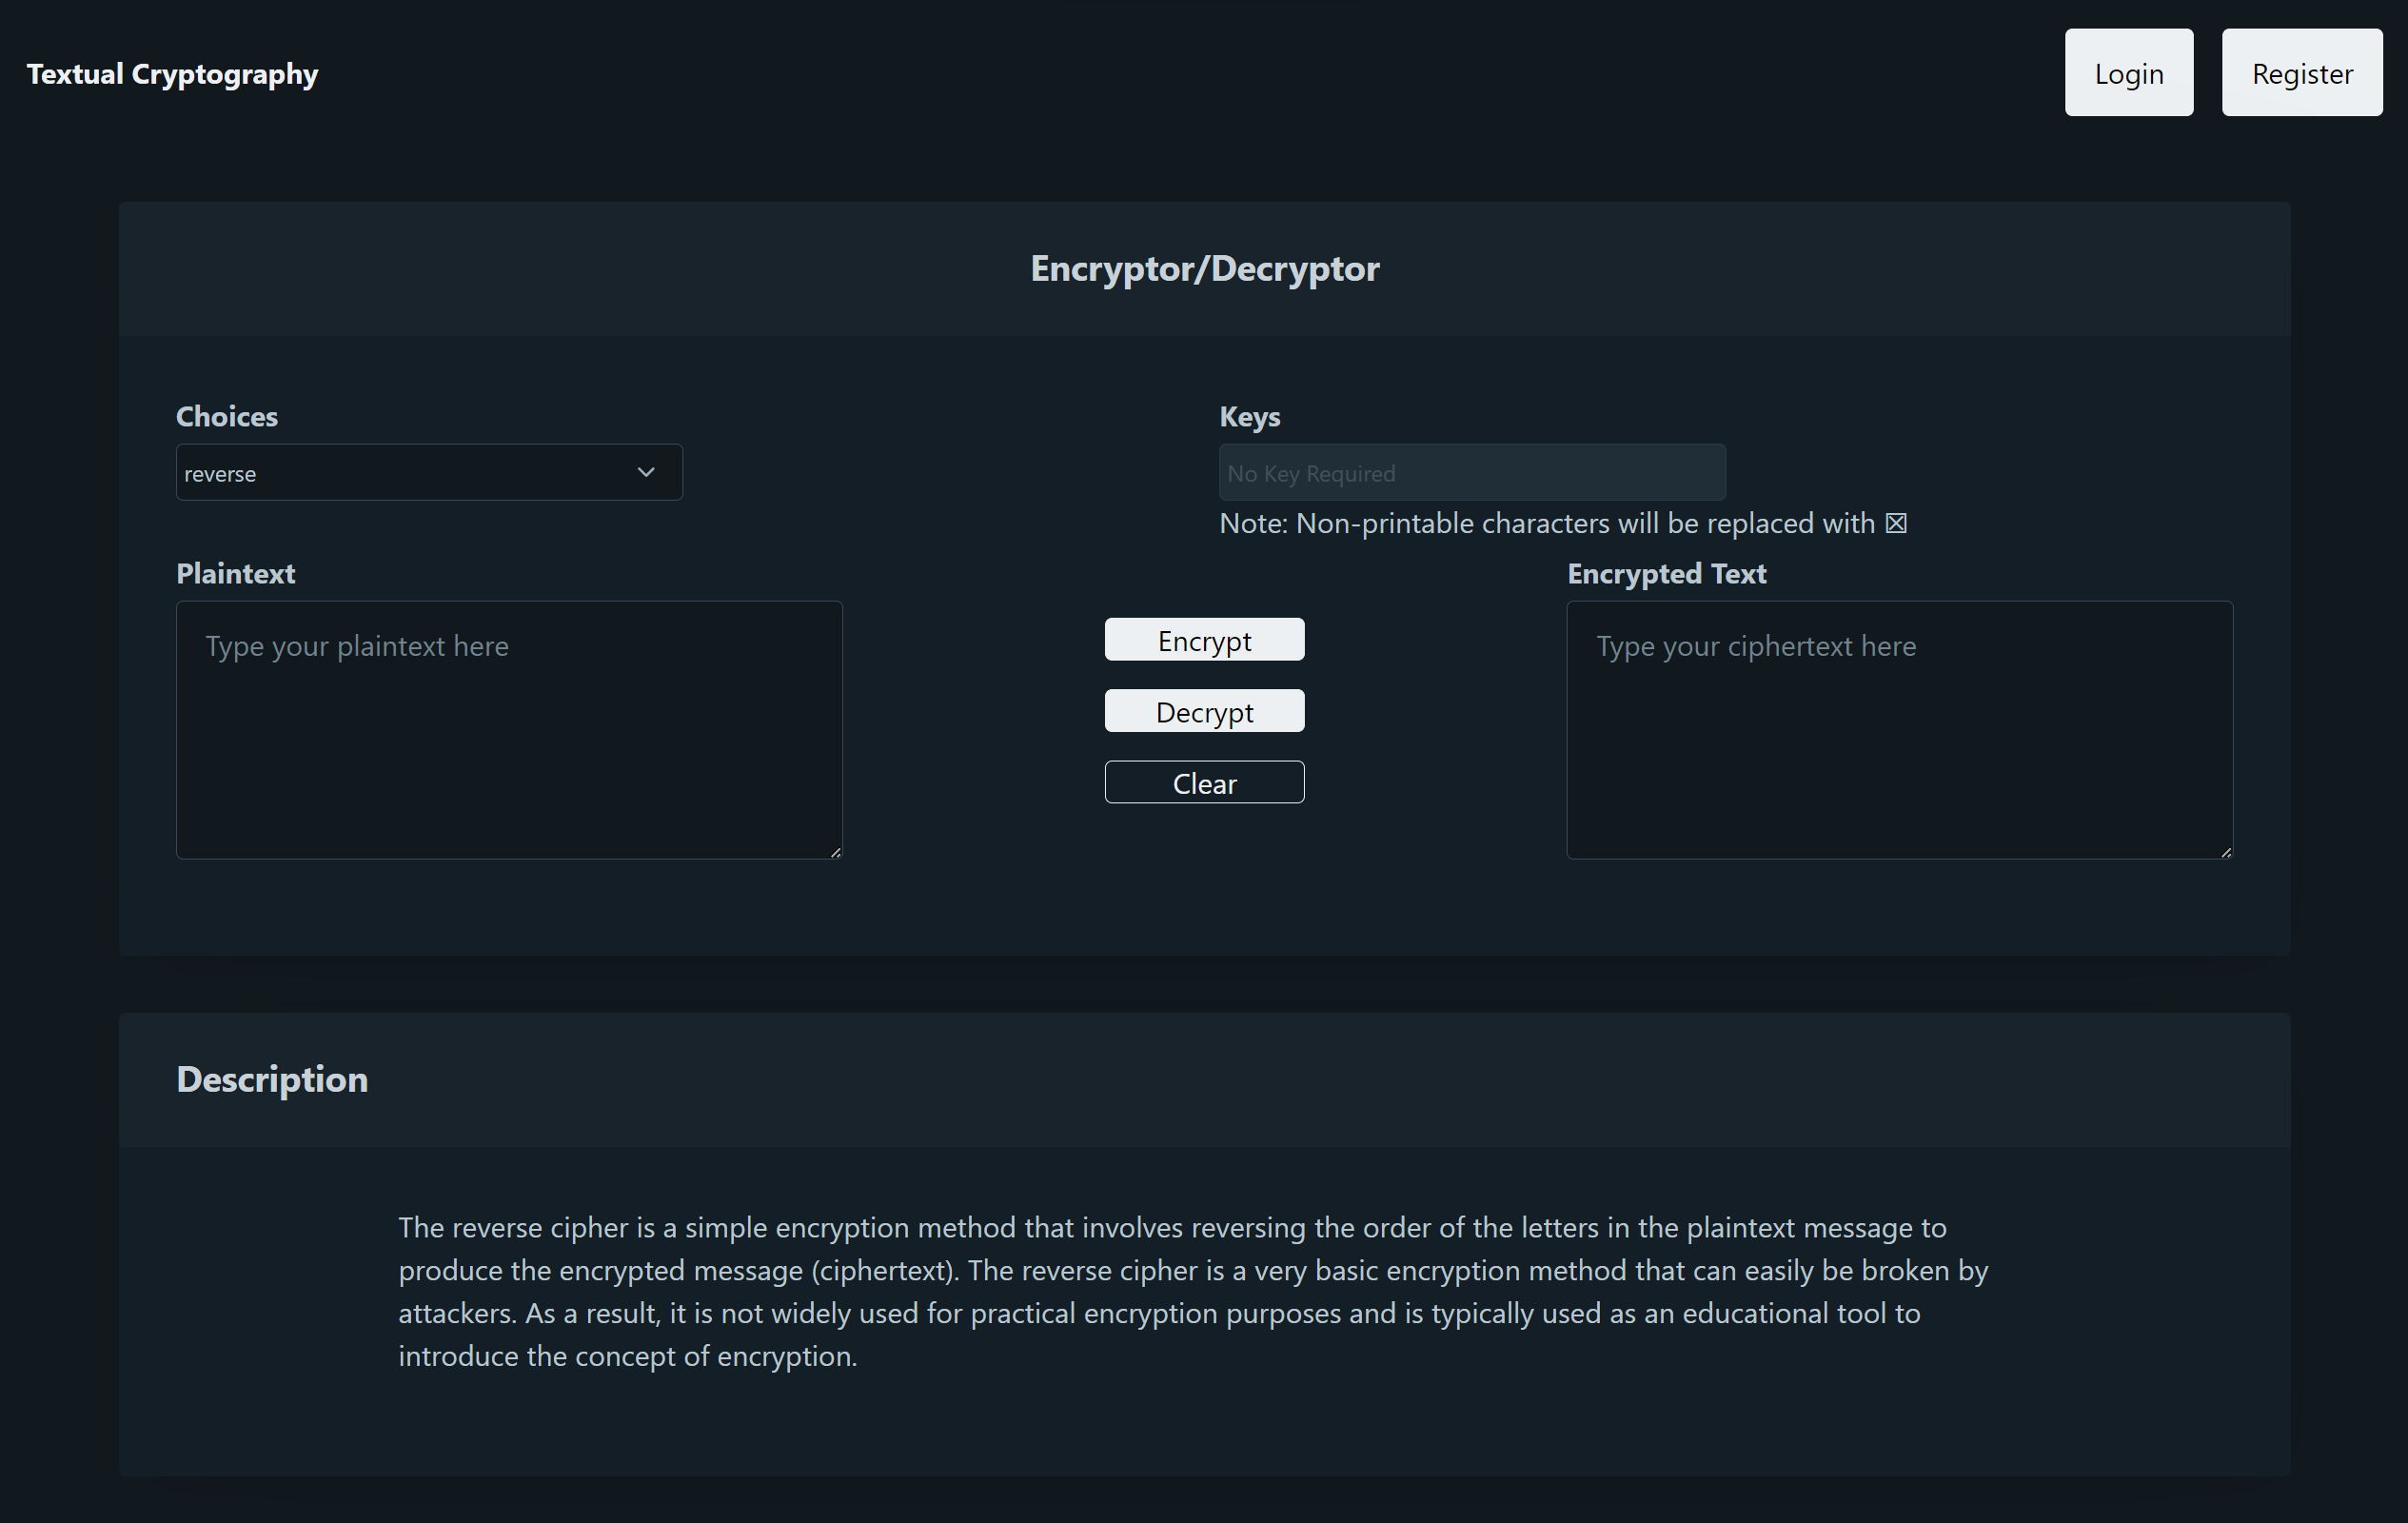 Textual Cryptography
Login
Register
Encryptor/Decryptor
Choices
Keys
reverse
No Key Required
Note: Non-printable characters will be replaced with ☒
Plaintext
Encrypted Text
Type your plaintext here
Encrypt
Type your ciphertext here
Decrypt
Clear
Description
The reverse cipher is a simple encryption method that involves reversing the order of the letters in the plaintext message to
produce the encrypted message (ciphertext). The reverse cipher is a very basic encryption method that can easily be broken by
attackers. As a result, it is not widely used for practical encryption purposes and is typically used as an educational tool to
introduce the concept of encryption.